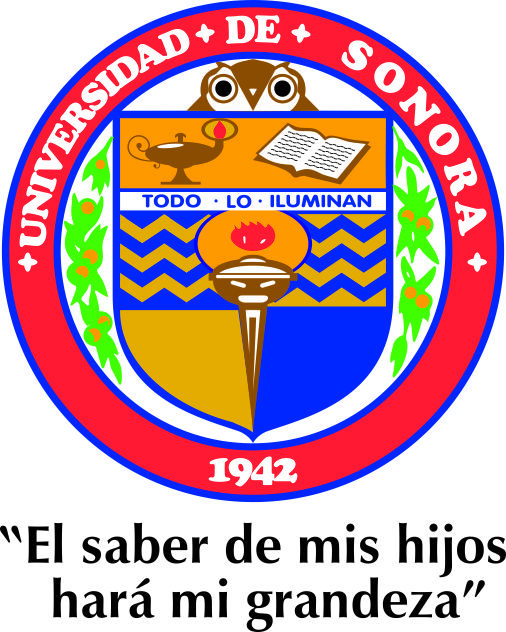 UNIVERSIDAD DE SONORA
TODO · LO · ILUMINAN
1942
“El saber de mis hijos
hará mi grandeza”